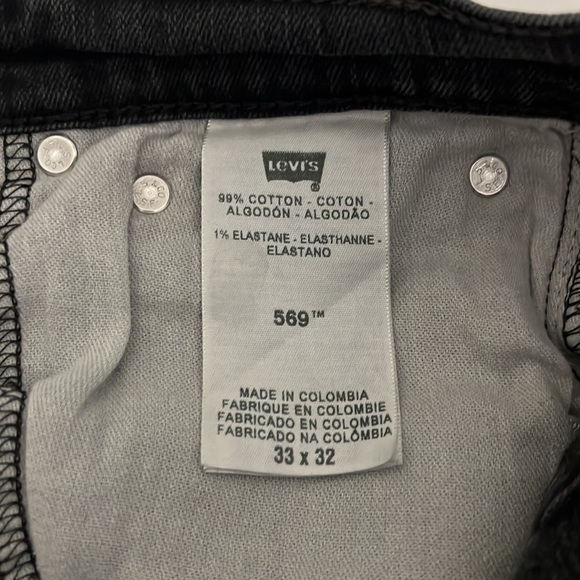 Levi's
®
99% COTTON - COTON -
ALGODÓN - ALGODÃO
1% ELASTANE - ELASTHANNE -
ELASTANO
569™
MADE IN COLOMBIA
FABRIQUE EN COLOMBIE
FABRICADO EN COLOMBIA
FABRICADO NA COLÔMBIA
33 x 32